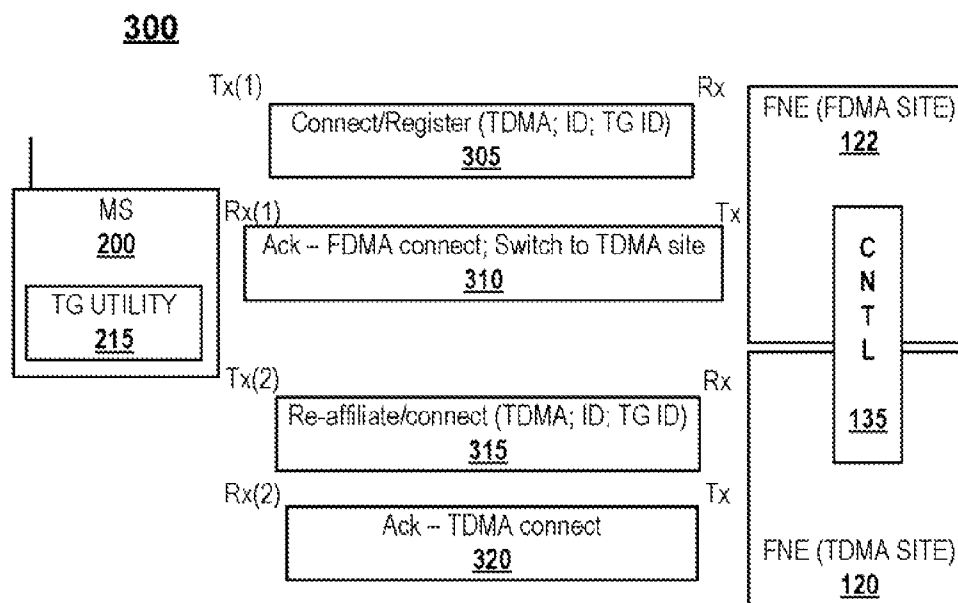 300
Tx(1)
Rx
Connect/Register (TDMA; ID; TG ID)
305
FNE (FDMA SITE)
122
MS
200
TG UTILITY
215
Rx(1)
Tx
Ack – FDMA connect; Switch to TDMA site
310
C
N
T
L
135
Tx(2)
Rx
Re-affiliate/connect (TDMA; ID; TG ID)
315
Rx(2)
Tx
Ack – TDMA connect
320
FNE (TDMA SITE)
120